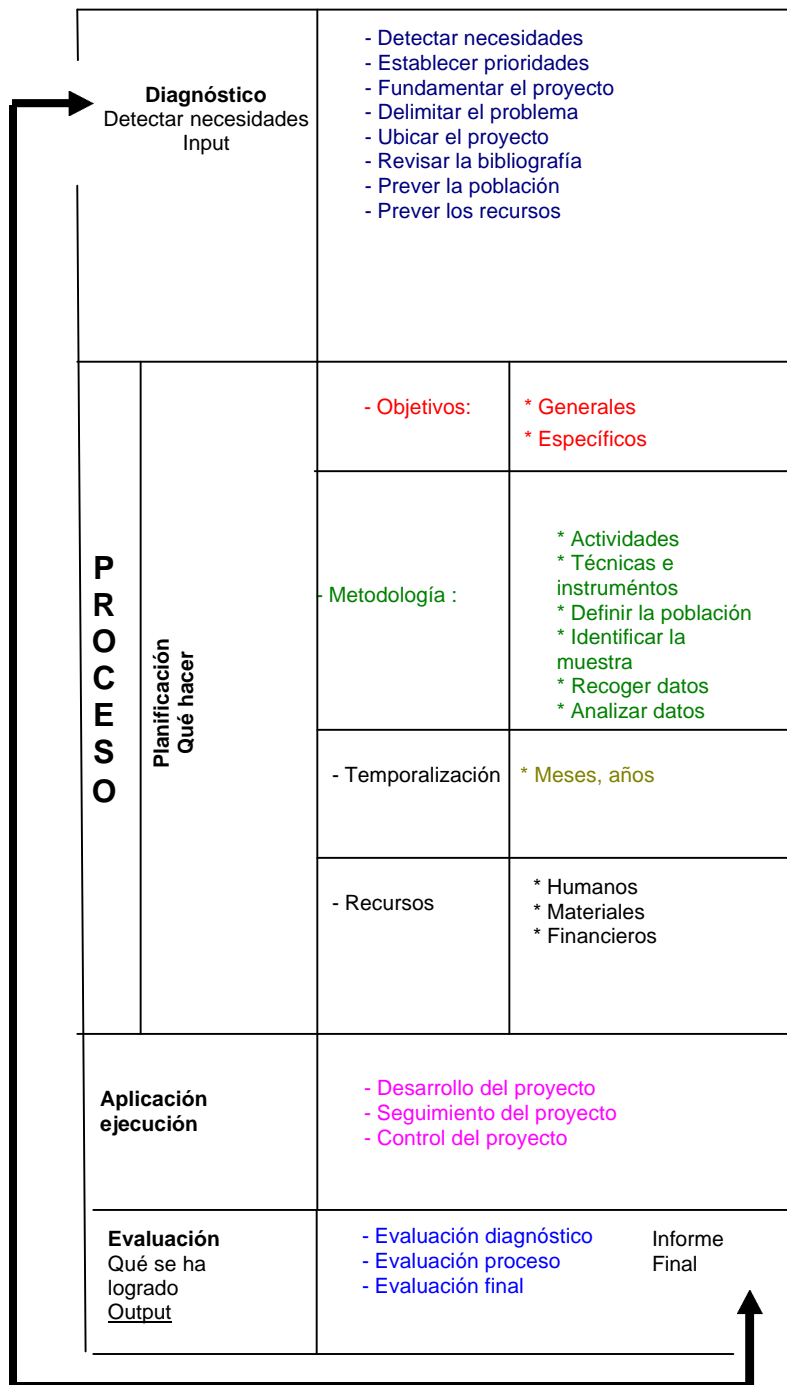 Diagnóstico
Detectar necesidades
Input
- Detectar necesidades
- Establecer prioridades
- Fundamentar el proyecto
- Delimitar el problema
- Ubicar el proyecto
- Revisar la bibliografía
- Prever la población
- Prever los recursos
P
R
O
C
E
S
O
Planificación
Qué hacer
- Objetivos:
* Generales
* Específicos
- Metodología :
* Actividades
* Técnicas e
instruméntos
* Definir la población
* Identificar la
muestra
* Recoger datos
* Analizar datos
- Temporalización
* Meses, años
- Recursos
* Humanos
* Materiales
* Financieros
Aplicación
ejecución
- Desarrollo del proyecto
- Seguimiento del proyecto
- Control del proyecto
Evaluación
Qué se ha
logrado
Output
- Evaluación diagnóstico
- Evaluación proceso
- Evaluación final
Informe
Final